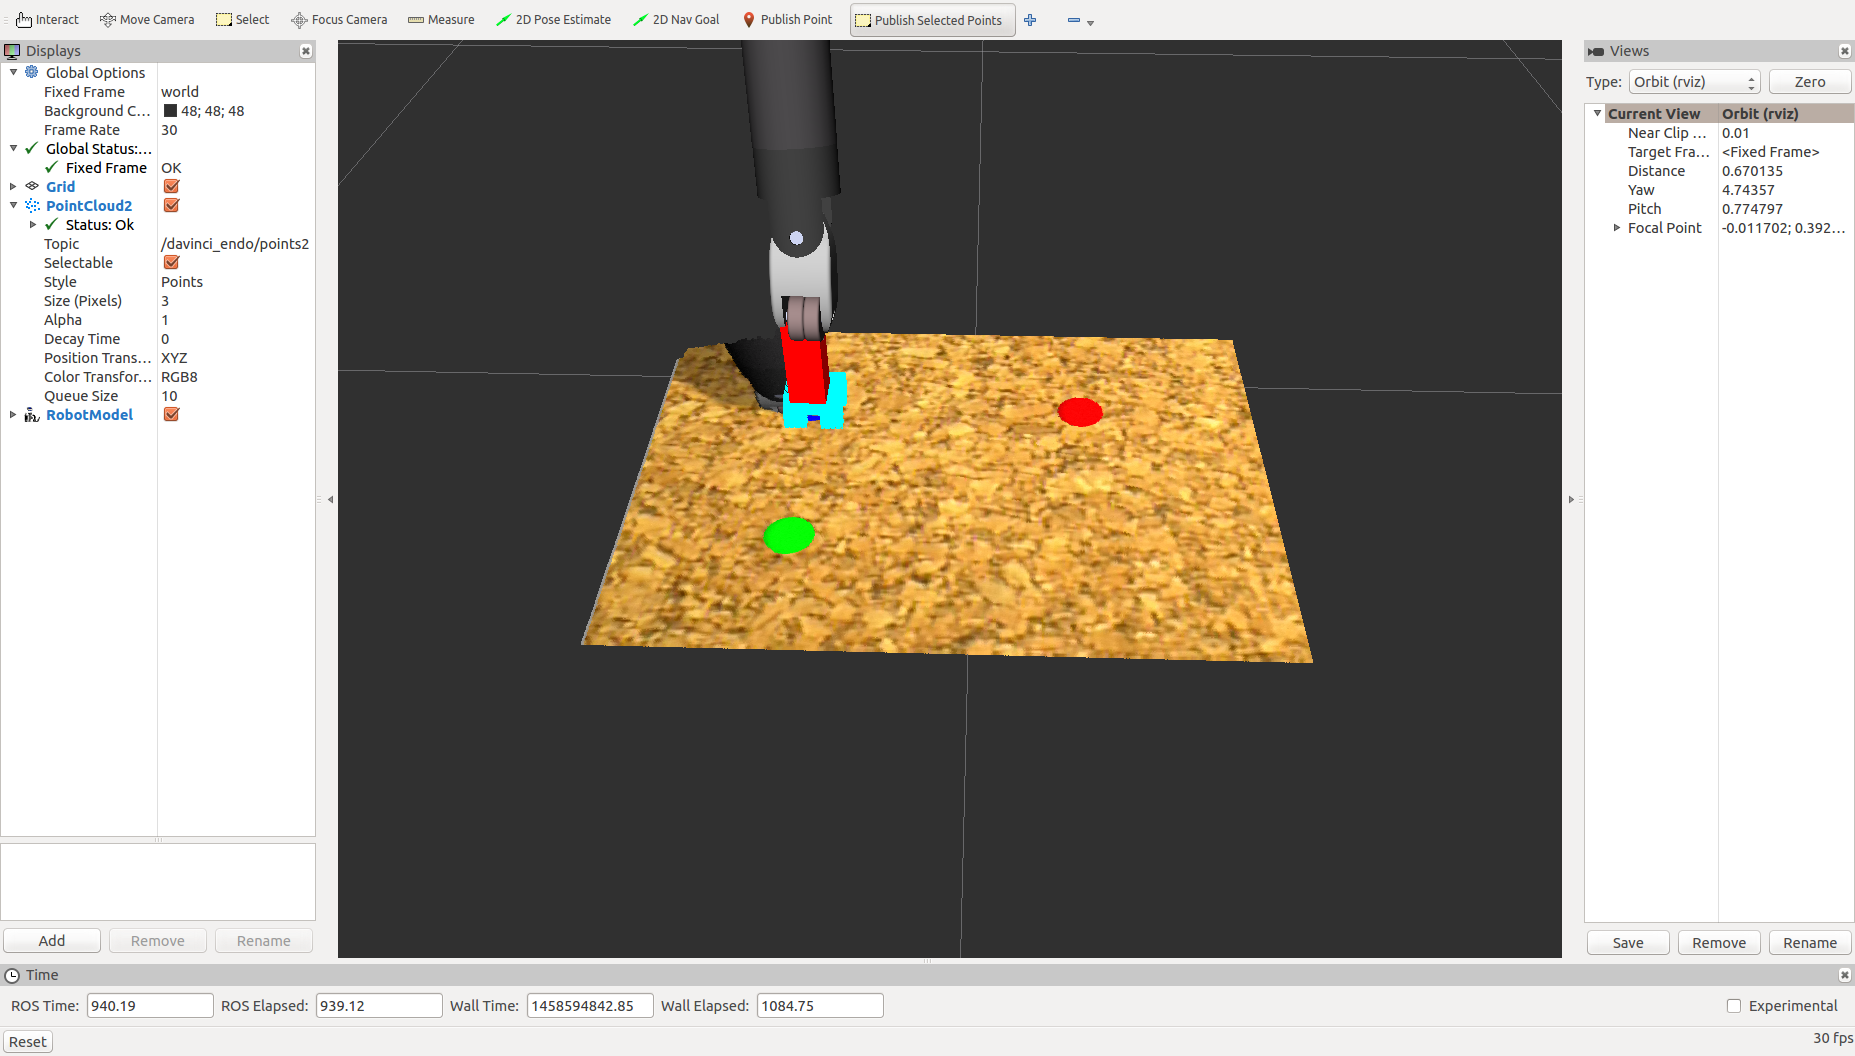 Interact Move Camera Select Focus Camera Measure 2D Pose Estimate 2D Nav Goal Publish Point Publish Selected Points
Displays
Global Options
Fixed Frame world
Background C... 48; 48; 48
Frame Rate 30
Global Status:...
Fixed Frame OK
Grid
PointCloud2
Status: Ok
Topic /davinci_endo/points2
Selectable
Style Points
Size (Pixels) 3
Alpha 1
Decay Time 0
Position Trans... XYZ
Color Transfor... RGB8
Queue Size 10
RobotModel
Add Remove Rename
Views
Type: Orbit (rviz) Zero
Current View Orbit (rviz)
Near Clip ... 0.01
Target Fra... <Fixed Frame>
Distance 0.670135
Yaw 4.74357
Pitch 0.774797
Focal Point -0.011702; 0.392...
Save Remove Rename
Time
ROS Time: 940.19 ROS Elapsed: 939.12 Wall Time: 1458594842.85 Wall Elapsed: 1084.75 Experimental
Reset 30 fps